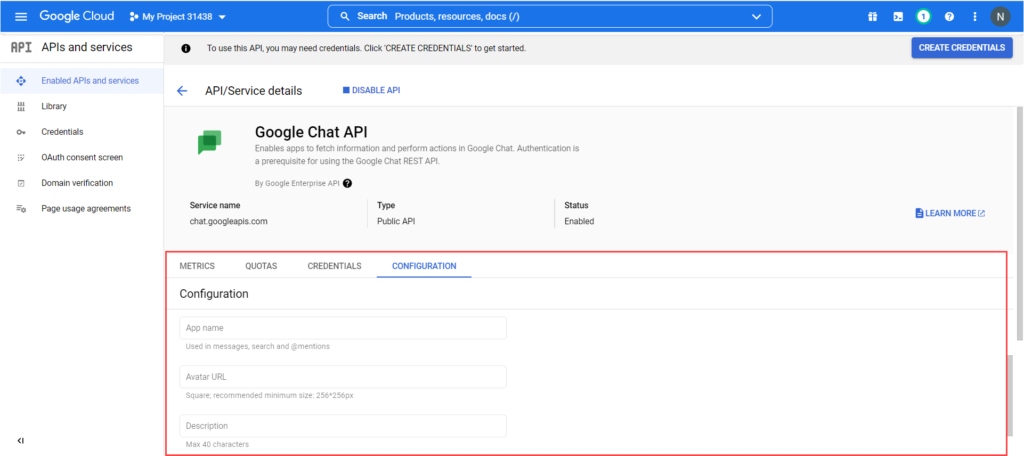 Google Cloud
My Project 31438
Search Products, resources, docs (/)
1
N
API APIs and services
To use this API, you may need credentials. Click 'CREATE CREDENTIALS' to get started.
CREATE CREDENTIALS
Enabled APIs and services
Library
Credentials
OAuth consent screen
Domain verification
Page usage agreements
API/Service details
DISABLE API
Google Chat API
Enables apps to fetch information and perform actions in Google Chat. Authentication is
a prerequisite for using the Google Chat REST API.
By Google Enterprise API
Service name
chat.googleapis.com
Type
Public API
Status
Enabled
LEARN MORE
METRICS QUOTAS CREDENTIALS CONFIGURATION
Configuration
App name
Used in messages, search and @mentions
Avatar URL
Square; recommended minimum size: 256*256px
Description
Max 40 characters